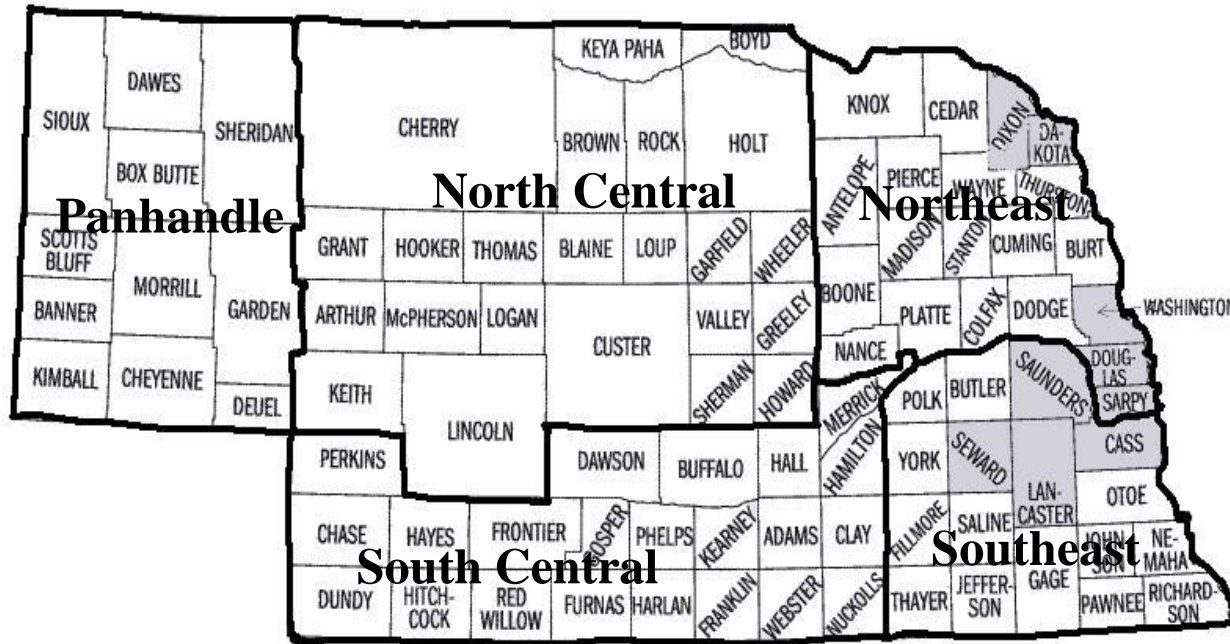 KEYA PAHA
BOYD
DAWES
SIOUX
SHERIDAN
CHERRY
BROWN
ROCK
HOLT
KNOX
CEDAR
DIXON
DA-
KOTA
BOX BUTTE
North Central
Panhandle
ANTELOPE
PIERCE
WAYNE
THURSTON
Northeast
SCOTTS
BLUFF
GRANT
HOOKER
THOMAS
BLAINE
LOUP
GARFIELD
WHEELER
MADISON
STANTON
CUMING
BURT
MORRILL
BANNER
GARDEN
ARTHUR
McPHERSON
LOGAN
CUSTER
VALLEY
GREELEY
BOONE
PLATTE
COLFAX
DODGE
WASHINGTON
NANCE
KIMBALL
CHEYENNE
DEUEL
KEITH
LINCOLN
SHERMAN
HOWARD
MERRICK
POLK
BUTLER
SAUNDERS
DOUG-
LAS
SARPY
PERKINS
DAWSON
BUFFALO
HALL
HAMILTON
YORK
SEWARD
LAN-
CASTER
CASS
OTOE
CHASE
HAYES
FRONTIER
GOSPER
PHELPS
KEARNEY
ADAMS
CLAY
FILLMORE
SALINE
JOHN-
SON
NE-
MAHA
South Central
Southeast
DUNDY
HITCH-
COCK
RED
WILLOW
FURNAS
HARLAN
FRANKLIN
WEBSTER
NUCKOLLS
THAYER
JEFFER-
SON
GAGE
PAWNEE
RICHARD-
SON